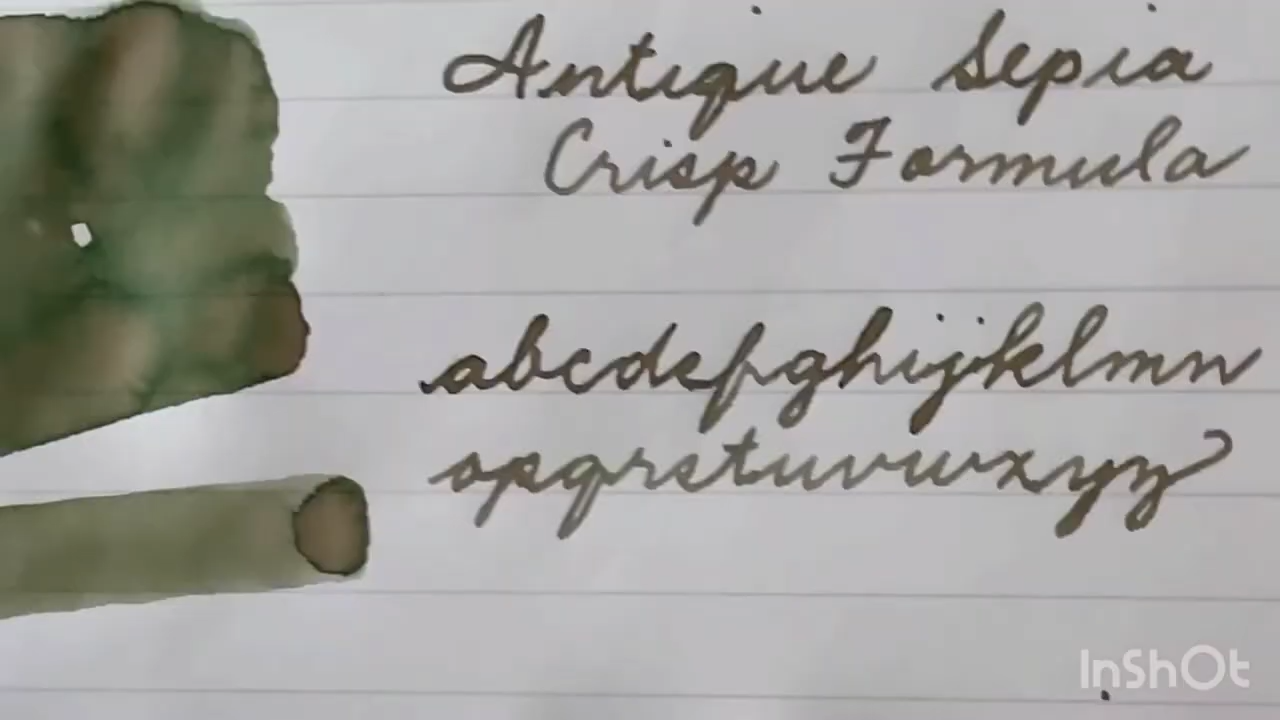 Antique Sepia
Crisp Formula
abcdefghijklmn
opqrstuvwxyz
InShOt